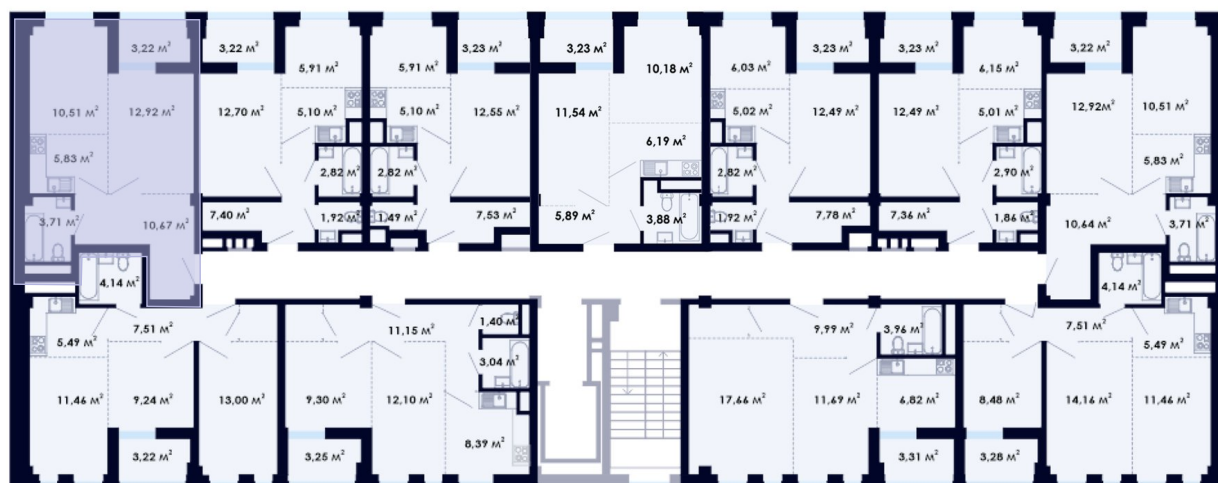 3,22 м²
3,22 м²
3,23 м²
3,23 м²
3,23 м²
3,23 м²
3,22 м²
5,91 м²
5,91 м²
10,18 м²
6,03 м²
6,15 м²
10,51 м²
12,92 м²
12,70 м²
5,10 м²
5,10 м²
12,55 м²
11,54 м²
5,02 м²
12,49 м²
12,49 м²
5,01 м²
12,92 м²
10,51 м²
5,83 м²
6,19 м²
5,83 м²
2,82 м²
2,82 м²
2,82 м²
2,90 м²
3,71 м²
10,67 м²
7,40 м²
1,92 м²
1,49 м²
7,53 м²
5,89 м²
3,88 м²
1,92 м²
7,78 м²
7,36 м²
1,86 м²
10,64 м²
3,71 м²
4,14 м²
4,14 м²
5,49 м²
7,51 м²
11,15 м²
1,40 м²
9,99 м²
3,96 м²
7,51 м²
5,49 м²
3,04 м²
11,46 м²
9,24 м²
13,00 м²
9,30 м²
12,10 м²
17,66 м²
11,69 м²
6,82 м²
8,48 м²
14,16 м²
11,46 м²
8,39 м²
3,22 м²
3,25 м²
3,31 м²
3,28 м²